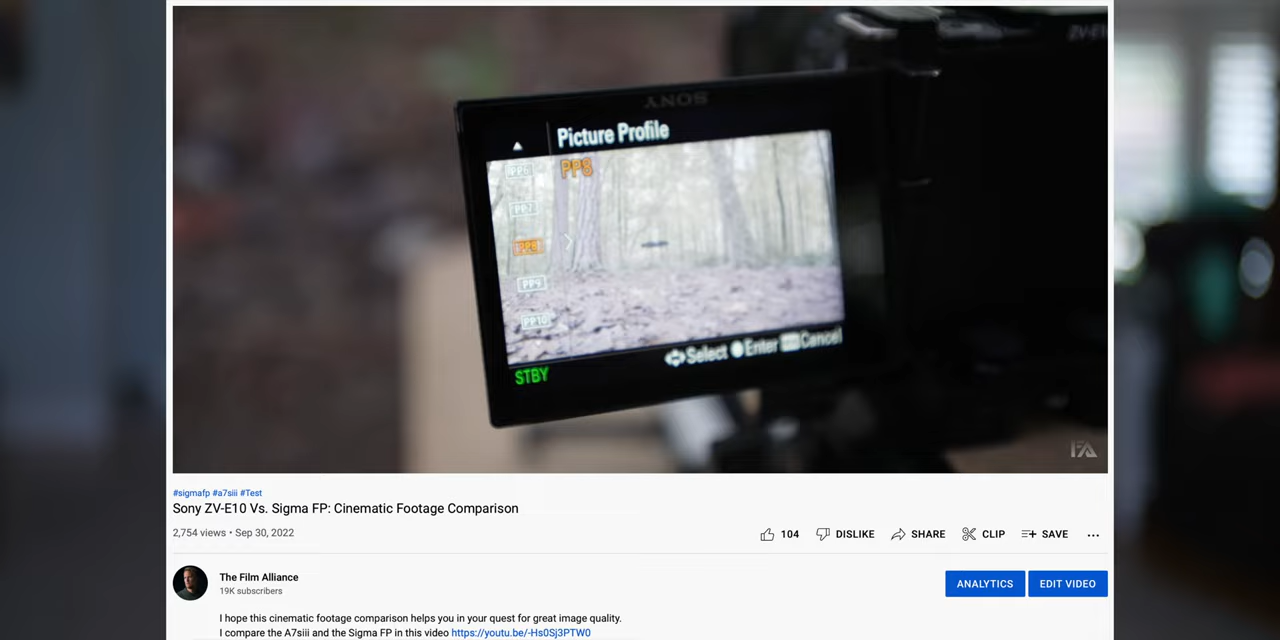 ZV-E10
SONY
Picture Profile
PP6
PP8
PP7
PP8
PP9
PP10
Select Enter Cancel
STBY
FA
#sigmafp #a7siii #Test
Sony ZV-E10 Vs. Sigma FP: Cinematic Footage Comparison
2,754 views • Sep 30, 2022
104 DISLIKE SHARE CLIP SAVE ...
The Film Alliance
19K subscribers
ANALYTICS EDIT VIDEO
I hope this cinematic footage comparison helps you in your quest for great image quality.
I compare the A7siii and the Sigma FP in this video https://youtu.be/-Hs0Sj3PTW0